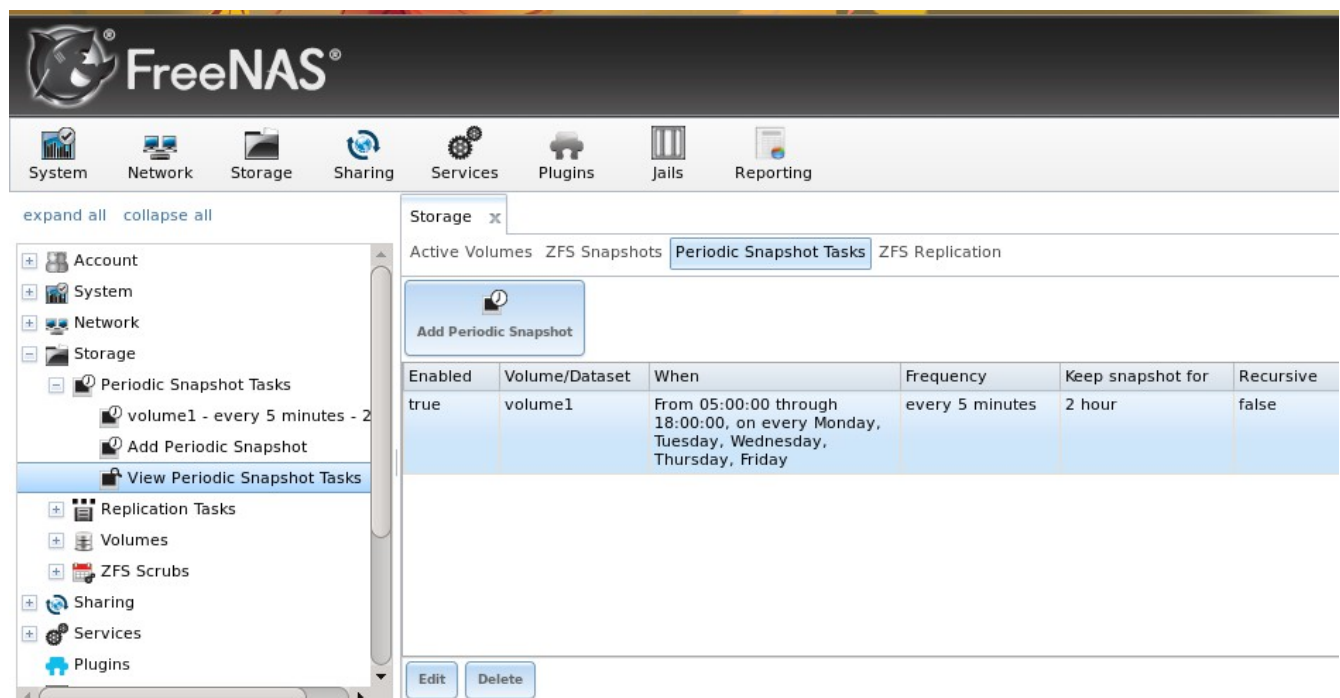 FreeNAS®
System Network Storage Sharing Services Plugins Jails Reporting
expand all collapse all
Account
System
Network
Storage
Periodic Snapshot Tasks
volume1 - every 5 minutes - 2
Add Periodic Snapshot
View Periodic Snapshot Tasks
Replication Tasks
Volumes
ZFS Scrubs
Sharing
Services
Plugins
Storage x
Active Volumes ZFS Snapshots Periodic Snapshot Tasks ZFS Replication
Add Periodic Snapshot
Enabled Volume/Dataset When Frequency Keep snapshot for Recursive
true volume1 From 05:00:00 through every 5 minutes 2 hour false
18:00:00, on every Monday,
Tuesday, Wednesday,
Thursday, Friday
Edit Delete